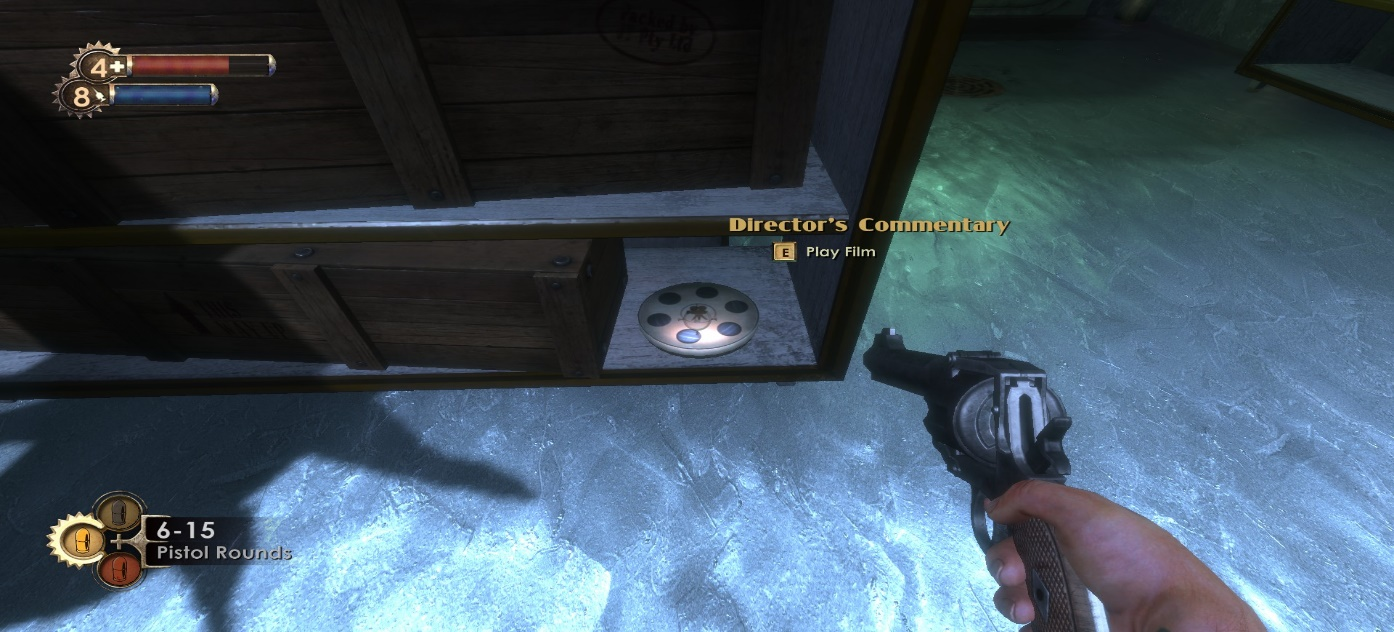 4
8
Director's Commentary
E Play Film
6-15
Pistol Rounds